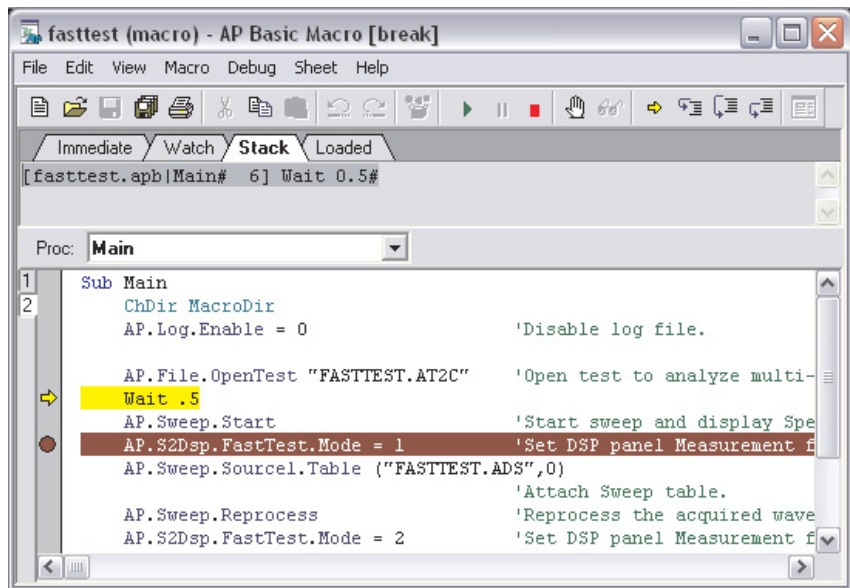 fasttest (macro) - AP Basic Macro [break]
File Edit View Macro Debug Sheet Help
Immediate Watch Stack Loaded
[fasttest.apb|Main# 6] Wait 0.5#
Proc: Main
1
2
Sub Main
ChDir MacroDir
AP.Log.Enable = 0 'Disable log file.
AP.File.OpenTest "FASTTEST.AT2C" 'Open test to analyze multi-
Wait .5
AP.Sweep.Start 'Start sweep and display Spe
AP.S2Dsp.FastTest.Mode = 1 'Set DSP panel Measurement f
AP.Sweep.Source1.Table ("FASTTEST.ADS",0)
'Attach Sweep table.
AP.Sweep.Reprocess 'Reprocess the acquired wave
AP.S2Dsp.FastTest.Mode = 2 'Set DSP panel Measurement f